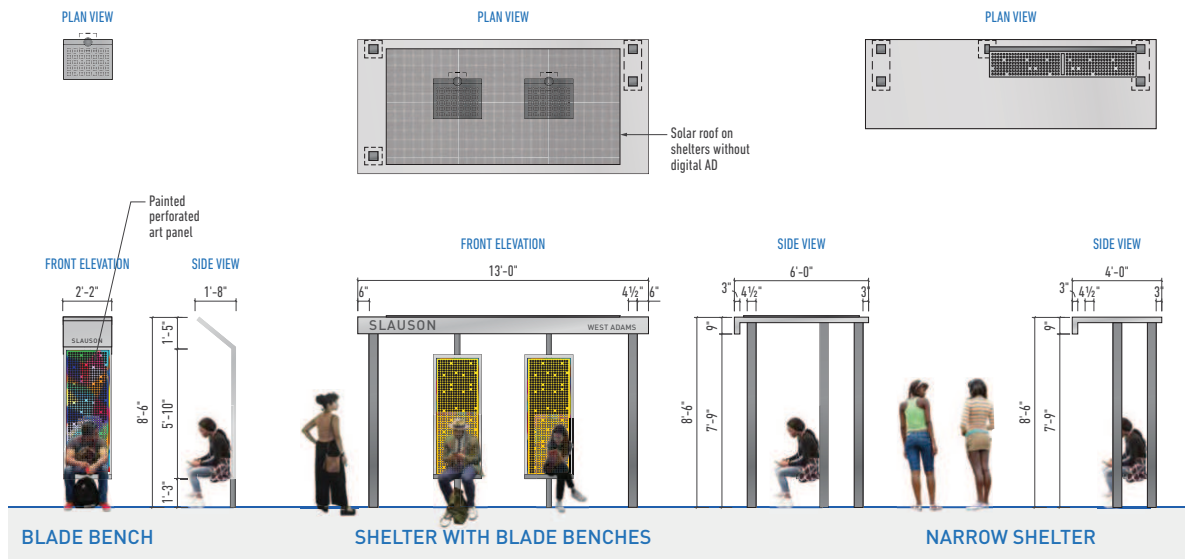 PLAN VIEW
PLAN VIEW
PLAN VIEW
Solar roof on
shelters without
digital AD
Painted
perforated
art panel
FRONT ELEVATION
SIDE VIEW
2'-2"
1'-8"
SLAUSON
1'-5"
5'-10"
1'-3"
8'-6"
FRONT ELEVATION
13'-0"
6"
4½"
6"
SLAUSON
WEST ADAMS
SIDE VIEW
6'-0"
3"
4½"
3"
9"
8'-6"
7'-9"
SIDE VIEW
4'-0"
3"
4½"
3"
9"
8'-6"
7'-9"
BLADE BENCH
SHELTER WITH BLADE BENCHES
NARROW SHELTER